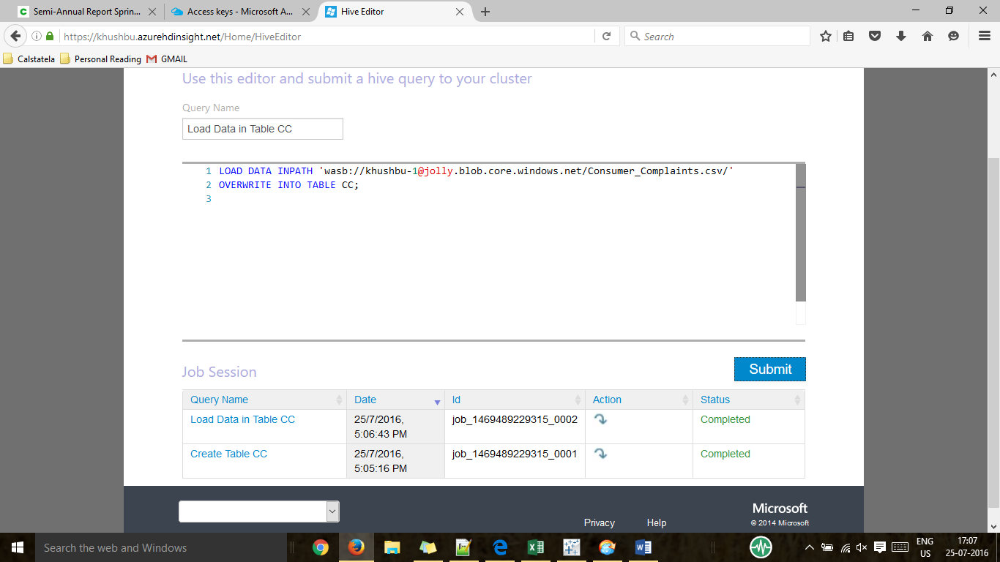 Semi-Annual Report Sprin...
Access keys - Microsoft A...
Hive Editor
https://khushbu.azurehdinsight.net/Home/HiveEditor
Search
Calstatela
Personal Reading
GMAIL
Use this editor and submit a hive query to your cluster
Query Name
Load Data in Table CC
1 LOAD DATA INPATH 'wasb://khushbu-1@jolly.blob.core.windows.net/Consumer_Complaints.csv/'
2 OVERWRITE INTO TABLE CC;
3
Job Session
Submit
Query Name Date Id Action Status
Load Data in Table CC 25/7/2016, job_1469489229315_0002 Completed
5:06:43 PM
Create Table CC 25/7/2016, job_1469489229315_0001 Completed
5:05:16 PM
Microsoft
Privacy Help © 2014 Microsoft
Search the web and Windows
ENG 17:07
US 25-07-2016